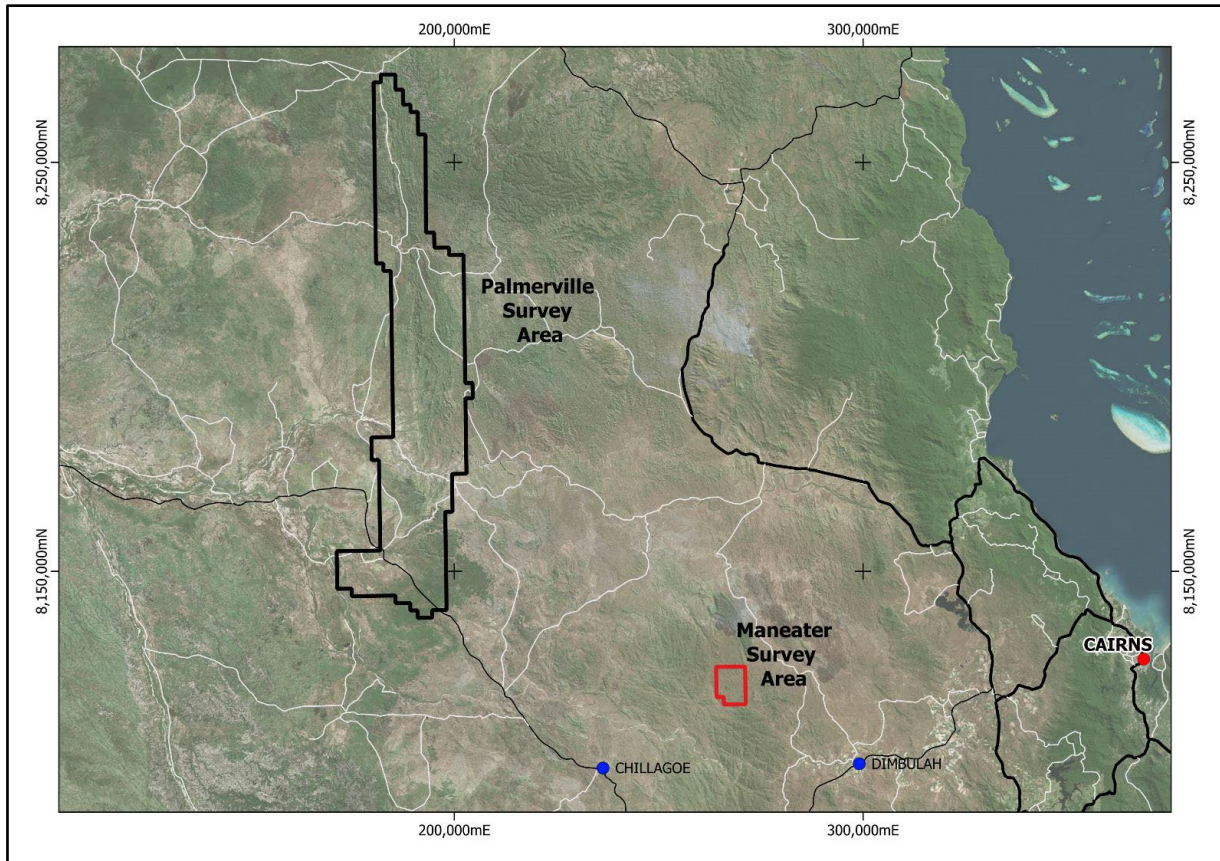 200,000mE
300,000mE
8,250,000mN
8,250,000mN
Palmerville
Survey
Area
8,150,000mN
8,150,000mN
Maneater
Survey
Area
CAIRNS
CHILLAGOE
DIMBULAH
200,000mE
300,000mE